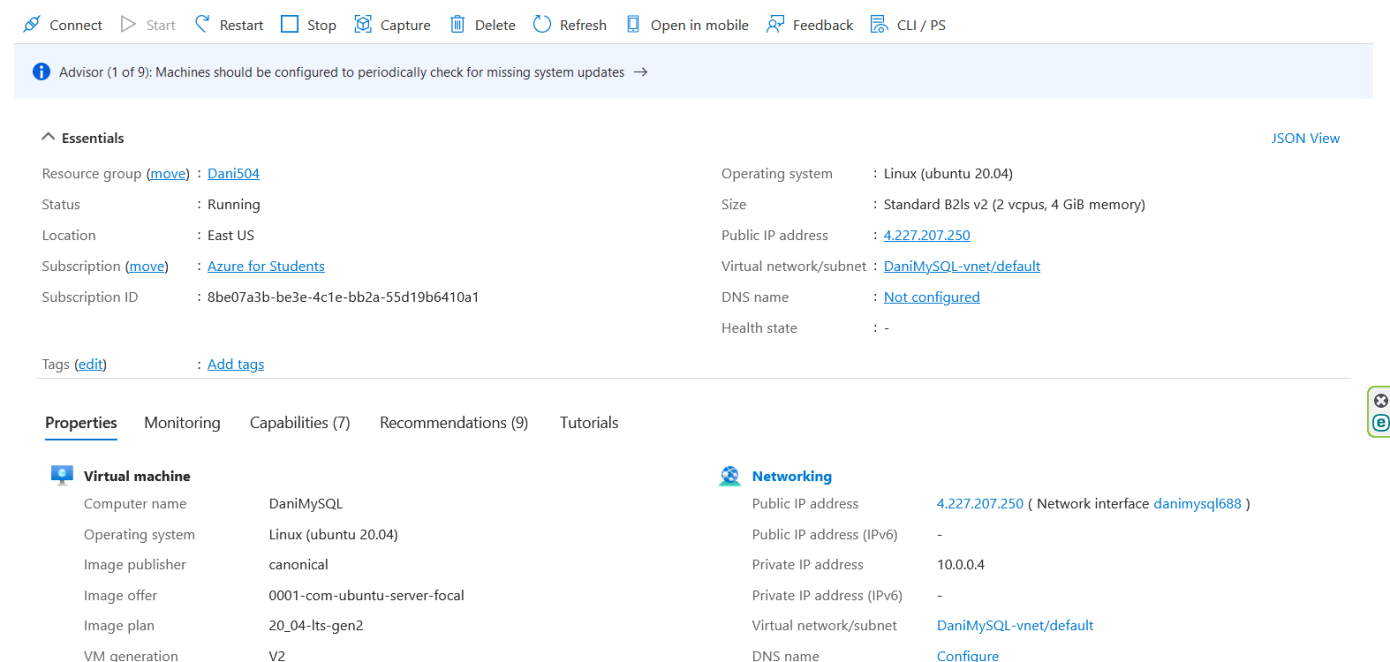 Connect Start Restart Stop Capture Delete Refresh Open in mobile Feedback CLI / PS
Advisor (1 of 9): Machines should be configured to periodically check for missing system updates →
Essentials JSON View
Resource group (move) : Dani504
Status : Running
Location : East US
Subscription (move) : Azure for Students
Subscription ID : 8be07a3b-be3e-4c1e-bb2a-55d19b6410a1
Operating system : Linux (ubuntu 20.04)
Size : Standard B2ls v2 (2 vcpus, 4 GiB memory)
Public IP address : 4.227.207.250
Virtual network/subnet : DaniMySQL-vnet/default
DNS name : Not configured
Health state : -
Tags (edit) : Add tags
Properties Monitoring Capabilities (7) Recommendations (9) Tutorials
Virtual machine
Computer name DaniMySQL
Operating system Linux (ubuntu 20.04)
Image publisher canonical
Image offer 0001-com-ubuntu-server-focal
Image plan 20_04-lts-gen2
VM generation V2
Networking
Public IP address 4.227.207.250 ( Network interface danimysql688 )
Public IP address (IPv6) -
Private IP address 10.0.0.4
Private IP address (IPv6) -
Virtual network/subnet DaniMySQL-vnet/default
DNS name Configure